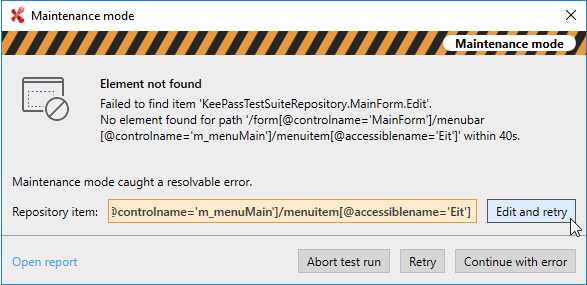 Maintenance mode
Maintenance mode
Element not found
Failed to find item 'KeePassTestSuiteRepository.MainForm.Edit'.
No element found for path '/form[@controlname='MainForm']/menubar
[@controlname='m_menuMain']/menuitem[@accessiblename='Eit']' within 40s.
Maintenance mode caught a resolvable error.
Repository item: @controlname='m_menuMain']/menuitem[@accessiblename='Eit'] Edit and retry
Open report Abort test run Retry Continue with error